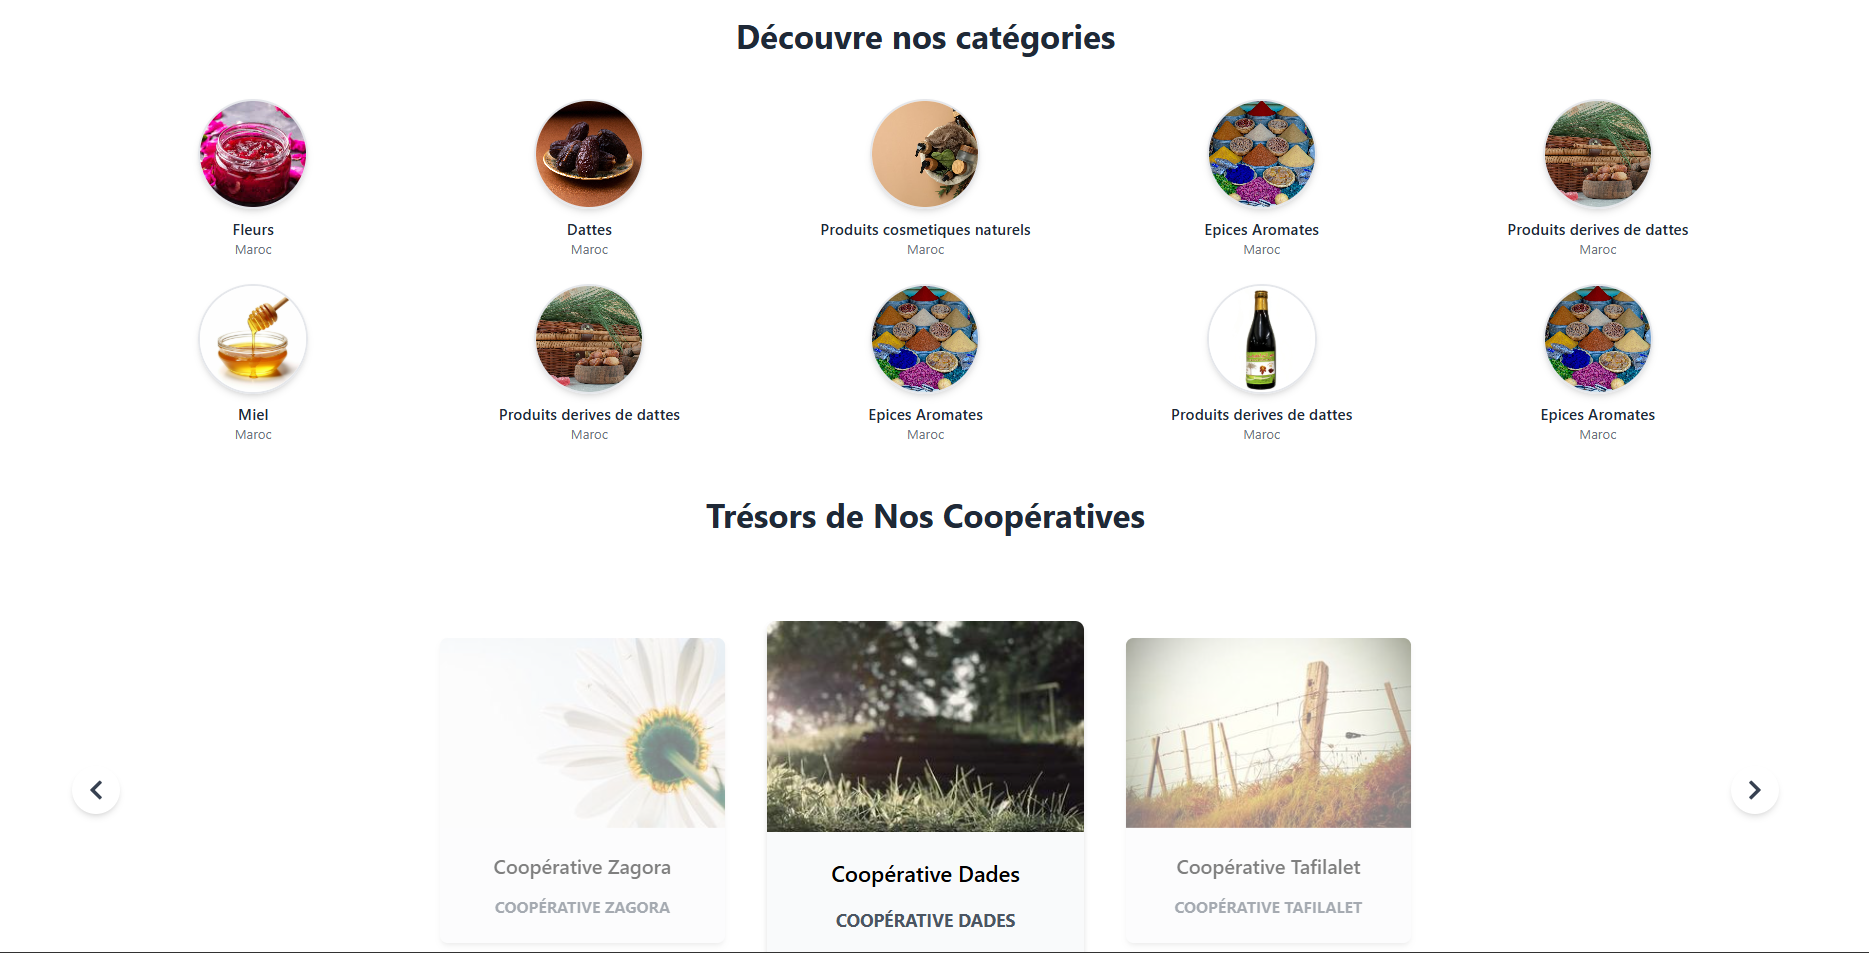 Découvre nos catégories
Fleurs
Maroc
Dattes
Maroc
Produits cosmetiques naturels
Maroc
Epices Aromates
Maroc
Produits derives de dattes
Maroc
Miel
Maroc
Produits derives de dattes
Maroc
Epices Aromates
Maroc
Produits derives de dattes
Maroc
Epices Aromates
Maroc
Trésors de Nos Coopératives
Coopérative Zagora
COOPÉRATIVE ZAGORA
Coopérative Dades
COOPÉRATIVE DADES
Coopérative Tafilalet
COOPÉRATIVE TAFILALET